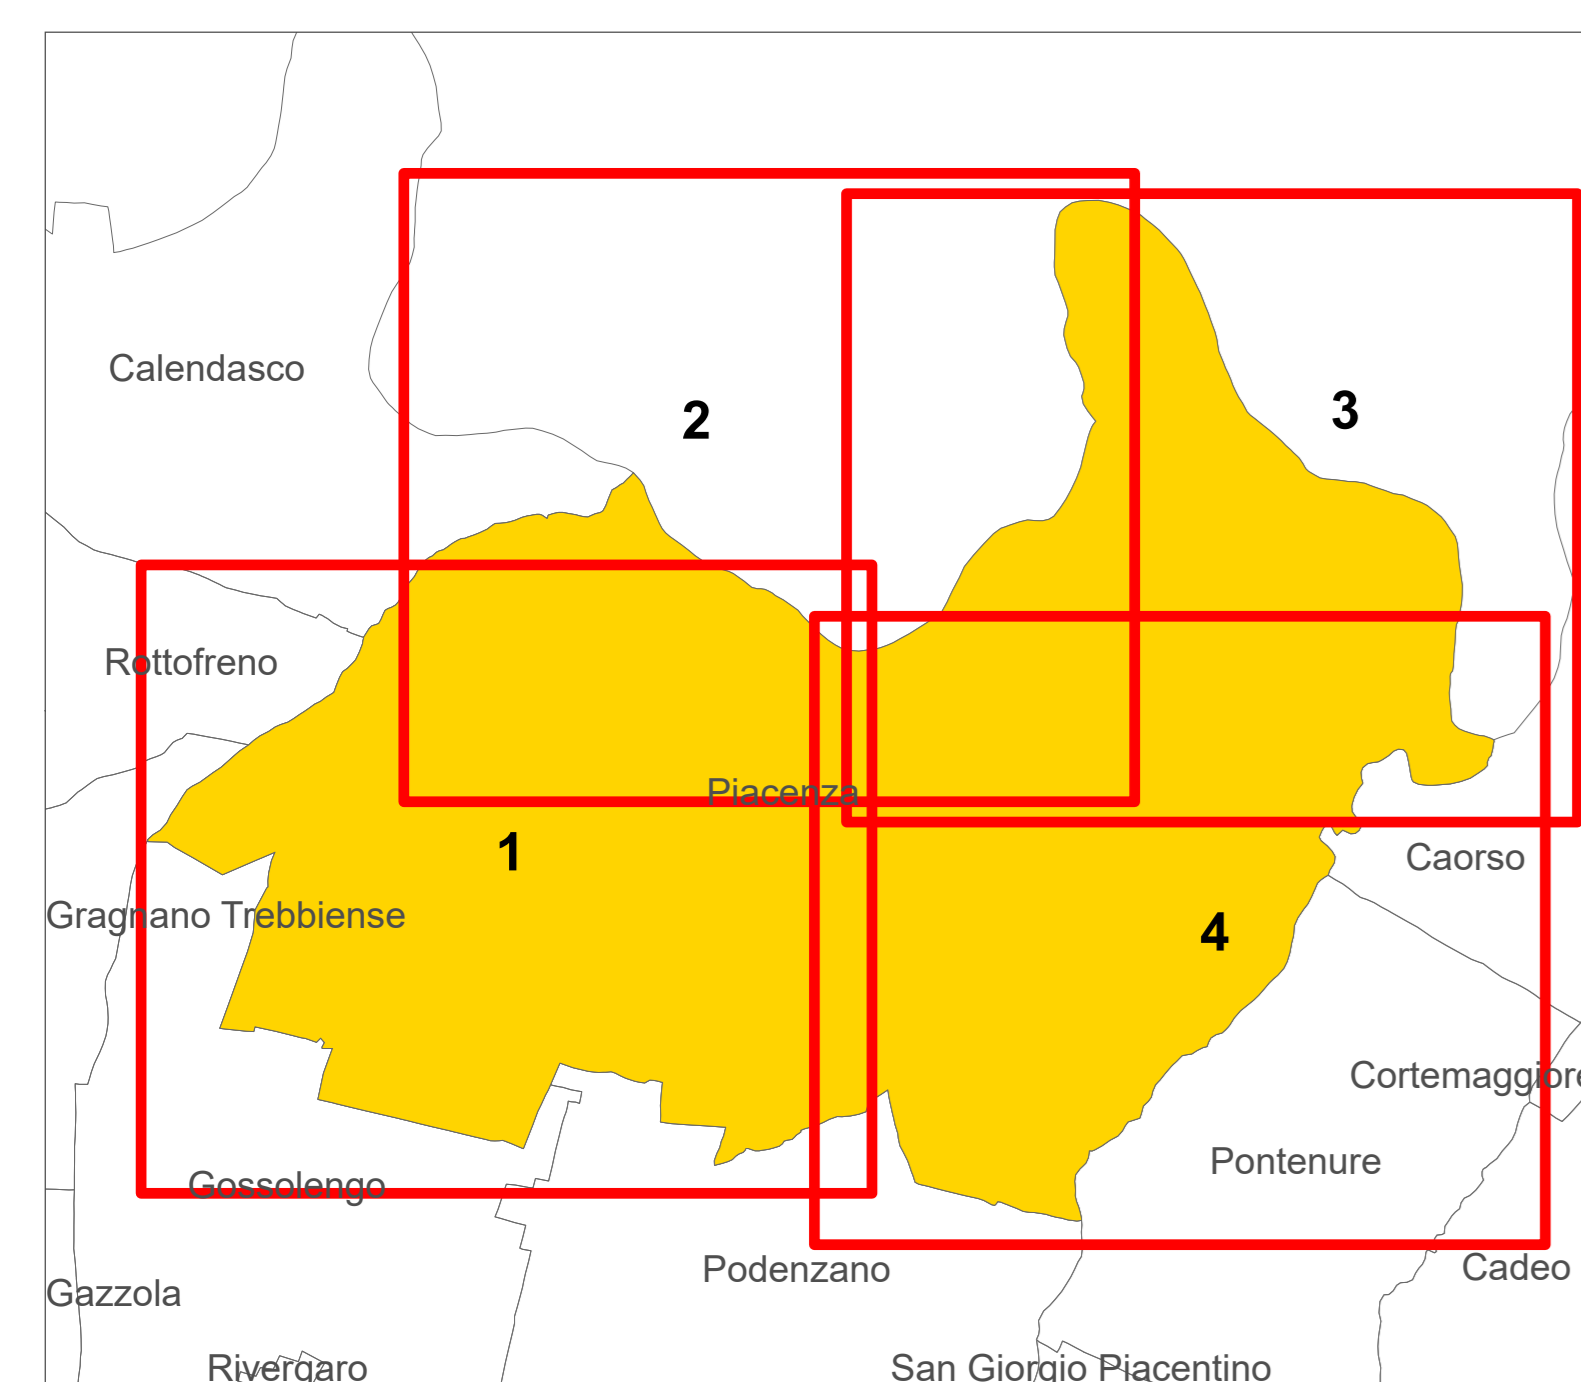 Calendasco
2
3
Rottofreno
Piacenza
1
Caorso
Gragnano Trebbiense
4
Cortemaggiore
Pontenure
Gossolengo
Podenzano
Cadeo
Gazzola
Rivergaro
San Giorgio Piacentino